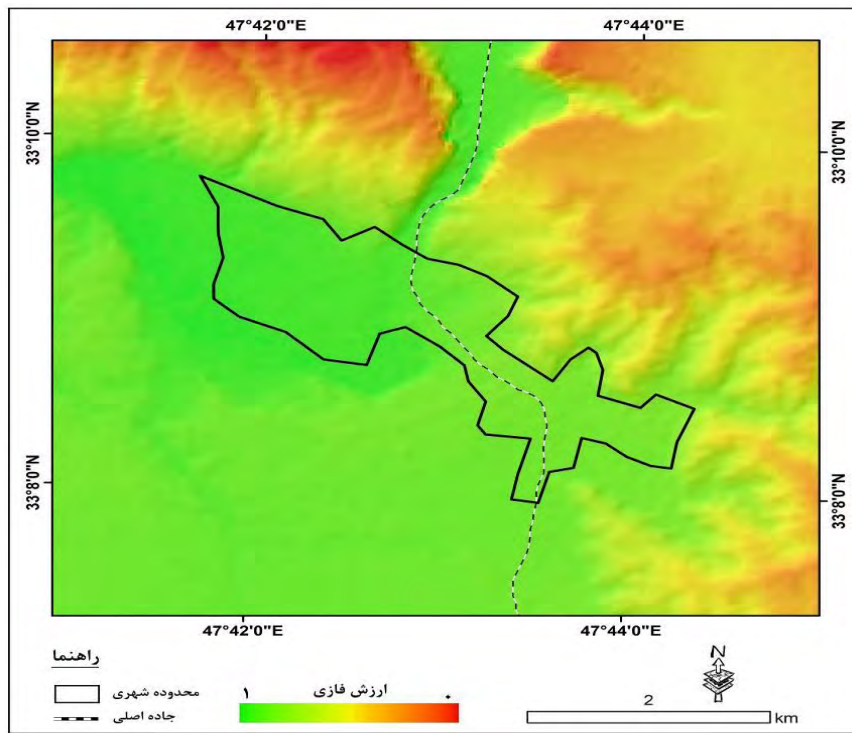 47°42'0"E
47°44'0"E
33°10'0"N
33°10'0"N
33°8'0"N
33°8'0"N
47°42'0"E
47°44'0"E
راهنما
محدوده شهری
جاده اصلی
ارزش فازی
۱
۰
N
2
km